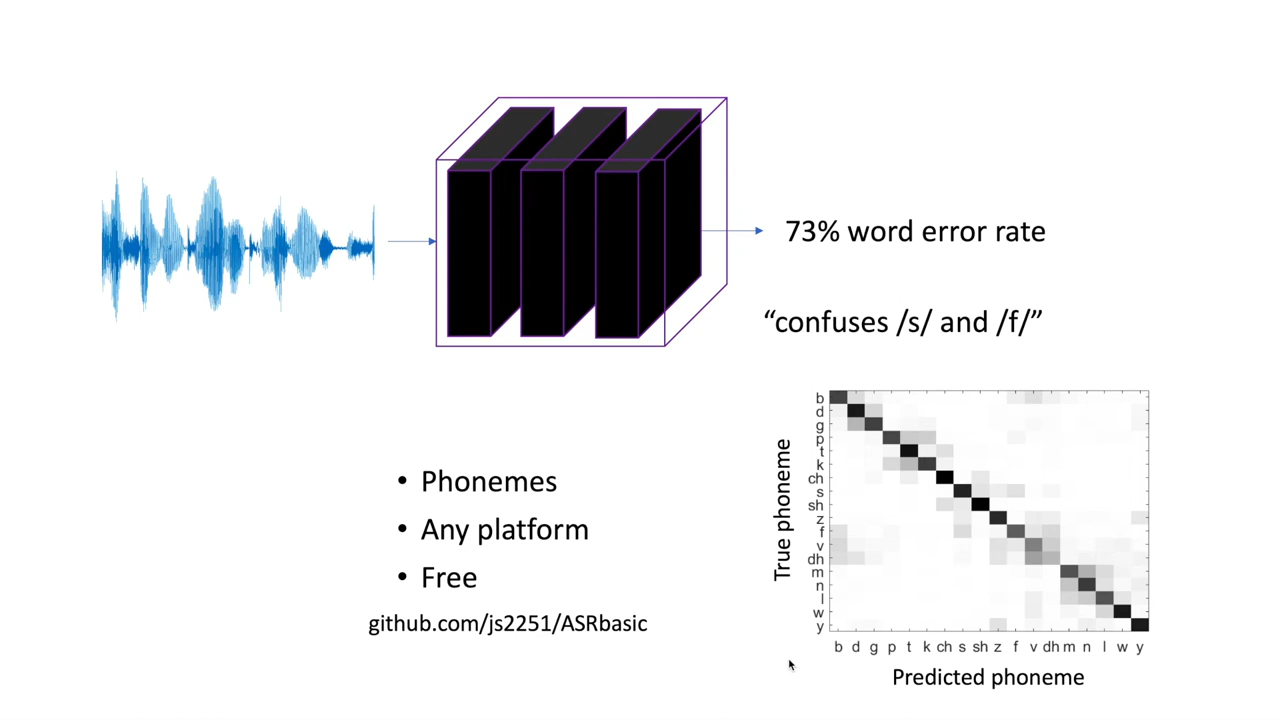 73% word error rate
“confuses /s/ and /f/”
• Phonemes
• Any platform
• Free
github.com/js2251/ASRbasic
True phoneme
b
d
g
p
t
k
ch
s
sh
z
f
v
dh
m
n
l
w
y
b d g p t k ch s sh z f v dh m n l w y
Predicted phoneme